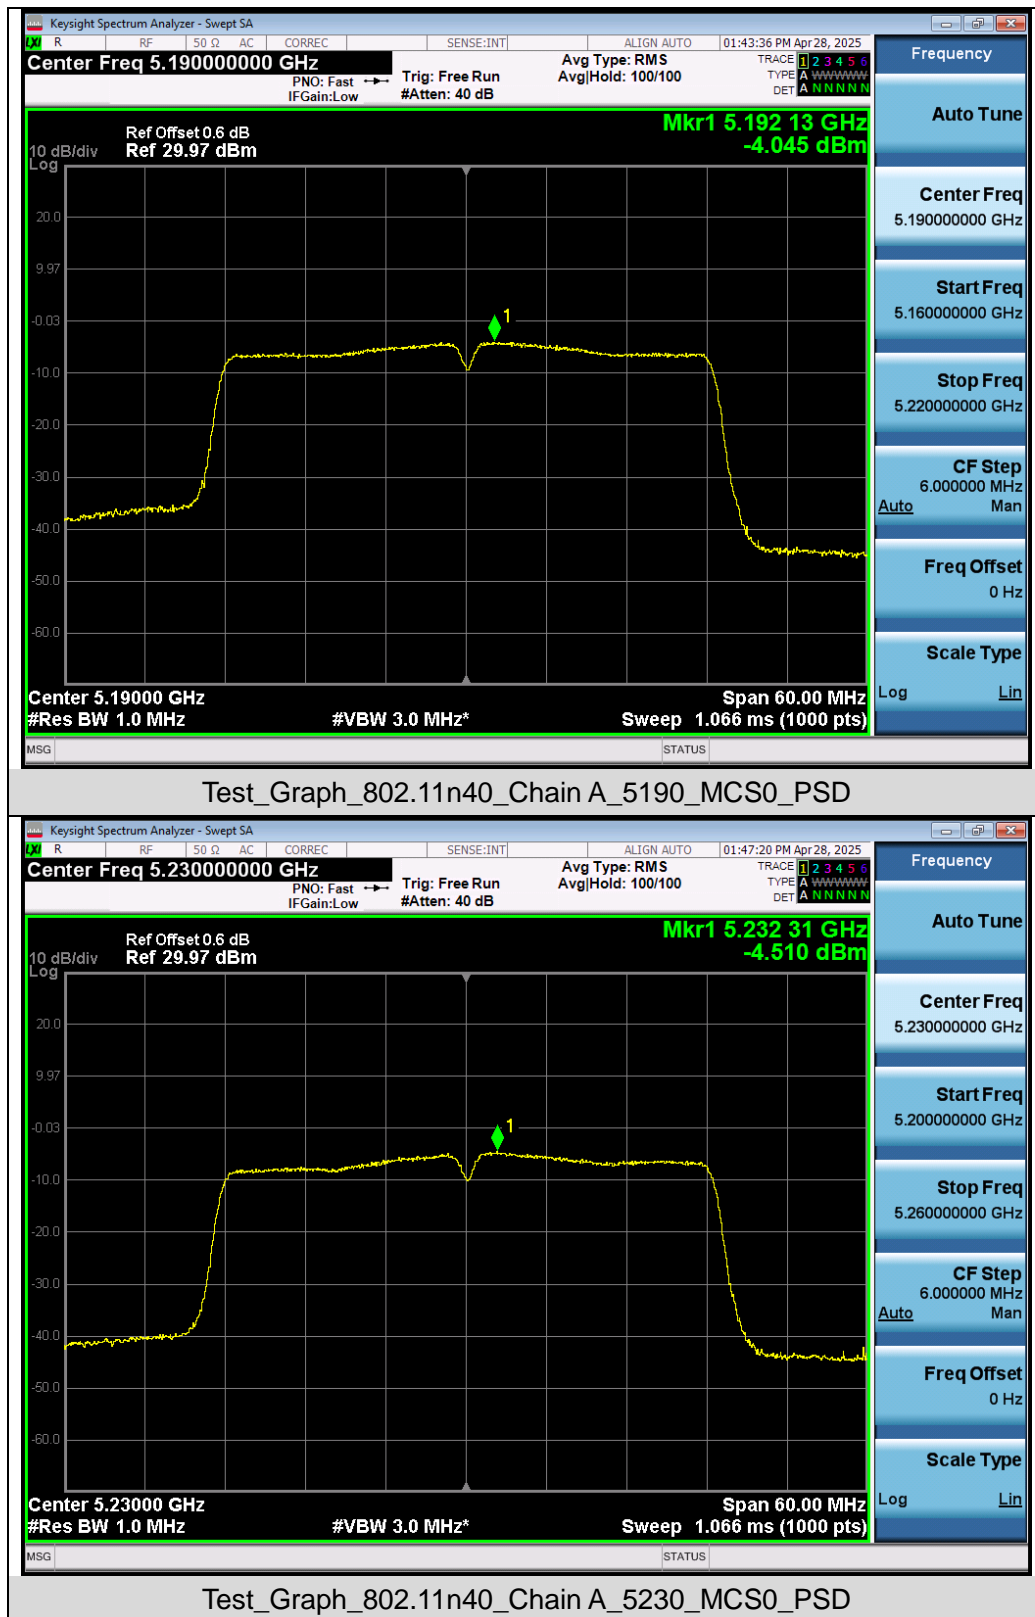 Keysight Spectrum Analyzer - Swept SA
LXI R RF 50 Ω AC CORREC SENSE:INT ALIGN AUTO 01:43:36 PM Apr 28, 2025
Center Freq 5.190000000 GHz
PNO: Fast
IFGain:Low
Trig: Free Run
#Atten: 40 dB
Avg Type: RMS
Avg|Hold: 100/100
TRACE 1 2 3 4 5 6
TYPE A WWWWW
DET A N N N N N
Mkr1 5.192 13 GHz
-4.045 dBm
Ref Offset 0.6 dB
10 dB/div Ref 29.97 dBm
Log
20.0
9.97
-0.03
1
-10.0
-20.0
-30.0
-40.0
-50.0
-60.0
Center 5.19000 GHz Span 60.00 MHz
#Res BW 1.0 MHz #VBW 3.0 MHz* Sweep 1.066 ms (1000 pts)
MSG STATUS
Frequency
Auto Tune
Center Freq
5.190000000 GHz
Start Freq
5.160000000 GHz
Stop Freq
5.220000000 GHz
CF Step
6.000000 MHz
Auto Man
Freq Offset
0 Hz
Scale Type
Log Lin
Test_Graph_802.11n40_Chain A_5190_MCS0_PSD
Keysight Spectrum Analyzer - Swept SA
LXI R RF 50 Ω AC CORREC SENSE:INT ALIGN AUTO 01:47:20 PM Apr 28, 2025
Center Freq 5.230000000 GHz
PNO: Fast
IFGain:Low
Trig: Free Run
#Atten: 40 dB
Avg Type: RMS
Avg|Hold: 100/100
TRACE 1 2 3 4 5 6
TYPE A WWWWW
DET A N N N N N
Mkr1 5.232 31 GHz
-4.510 dBm
Ref Offset 0.6 dB
10 dB/div Ref 29.97 dBm
Log
20.0
9.97
-0.03
1
-10.0
-20.0
-30.0
-40.0
-50.0
-60.0
Center 5.23000 GHz Span 60.00 MHz
#Res BW 1.0 MHz #VBW 3.0 MHz* Sweep 1.066 ms (1000 pts)
MSG STATUS
Frequency
Auto Tune
Center Freq
5.230000000 GHz
Start Freq
5.200000000 GHz
Stop Freq
5.260000000 GHz
CF Step
6.000000 MHz
Auto Man
Freq Offset
0 Hz
Scale Type
Log Lin
Test_Graph_802.11n40_Chain A_5230_MCS0_PSD